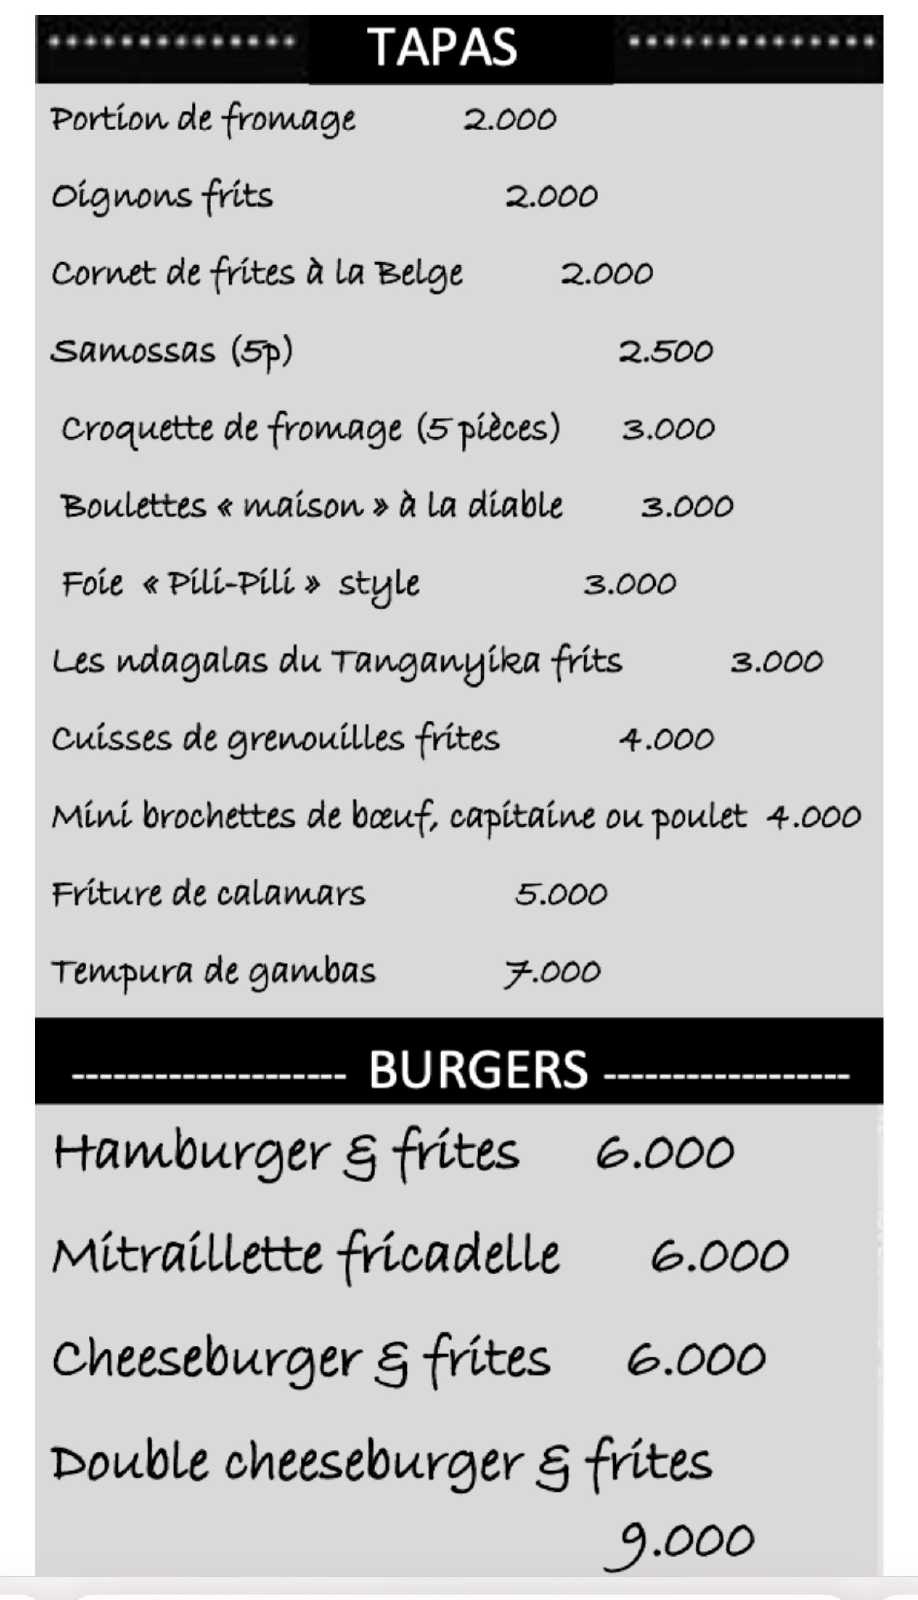 TAPAS
Portion de fromage 2.000
Oignons frits 2.000
Cornet de frites à la Belge 2.000
Samossas (5p) 2.500
Croquette de fromage (5 pièces) 3.000
Boulettes « maison » à la diable 3.000
Foie « Pili-Pili » style 3.000
Les ndagalas du Tanganyika frits 3.000
Cuisses de grenouilles frites 4.000
Mini brochettes de bœuf, capitaine ou poulet 4.000
Friture de calamars 5.000
Tempura de gambas 7.000
-------------------- BURGERS ------------------
Hamburger & frites 6.000
Mitraillette fricadelle 6.000
Cheeseburger & frites 6.000
Double cheeseburger & frites
9.000